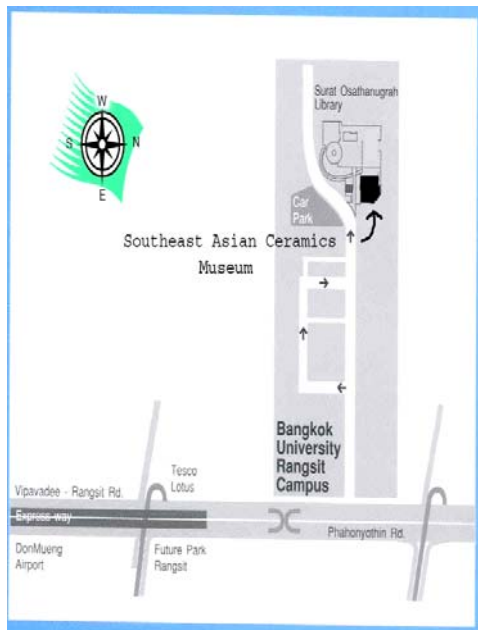 W
S
N
E
Surat Osathanugrah
Library
Car
Park
Southeast Asian Ceramics
Museum
Bangkok
University
Rangsit
Campus
Tesco
Lotus
Vipavadee - Rangsit Rd.
Express way
Phahonyothin Rd.
DonMueng
Airport
Future Park
Rangsit